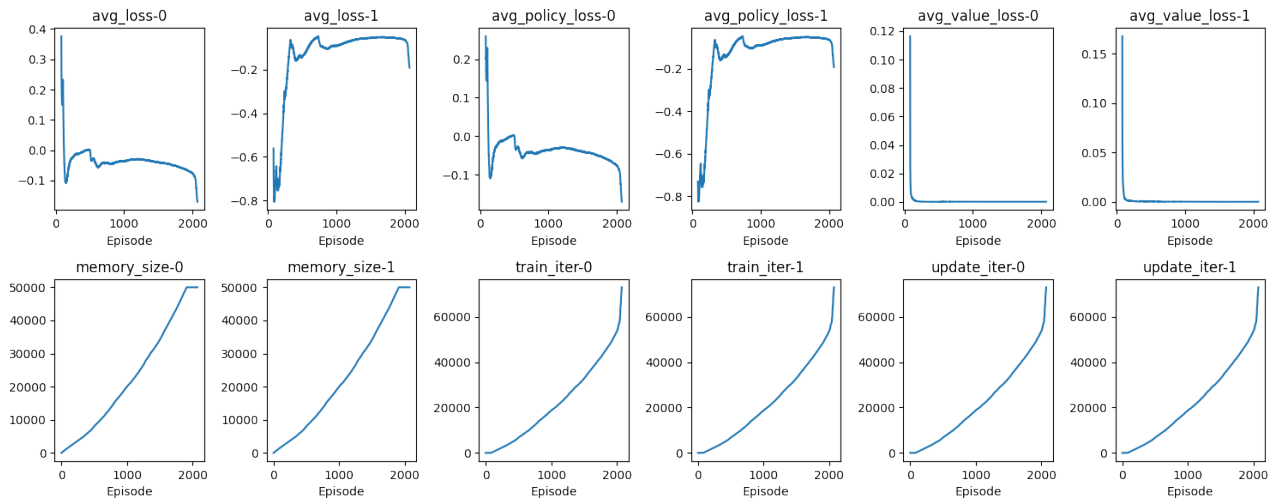 avg_loss-0 avg_loss-1 avg_policy_loss-0 avg_policy_loss-1 avg_value_loss-0 avg_value_loss-1
0.4
0.3
0.2
0.1
0.0
−0.1
0 1000 2000
Episode
−0.2
−0.4
−0.6
−0.8
0 1000 2000
Episode
0.2
0.1
0.0
−0.1
0 1000 2000
Episode
−0.2
−0.4
−0.6
−0.8
0 1000 2000
Episode
0.12
0.10
0.08
0.06
0.04
0.02
0.00
0 1000 2000
Episode
0.15
0.10
0.05
0.00
0 1000 2000
Episode
memory_size-0 memory_size-1 train_iter-0 train_iter-1 update_iter-0 update_iter-1
50000
40000
30000
20000
10000
0
0 1000 2000
Episode
50000
40000
30000
20000
10000
0
0 1000 2000
Episode
60000
40000
20000
0
0 1000 2000
Episode
60000
40000
20000
0
0 1000 2000
Episode
60000
40000
20000
0
0 1000 2000
Episode
60000
40000
20000
0
0 1000 2000
Episode